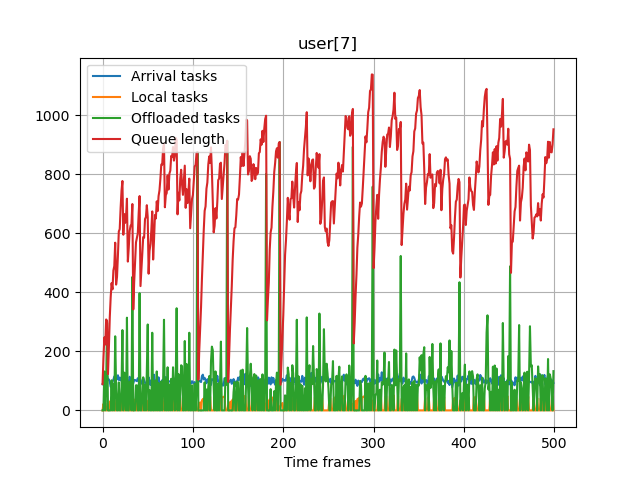 user[7]
Arrival tasks
Local tasks
Offloaded tasks
Queue length
1000
800
600
400
200
0
0 100 200 300 400 500
Time frames